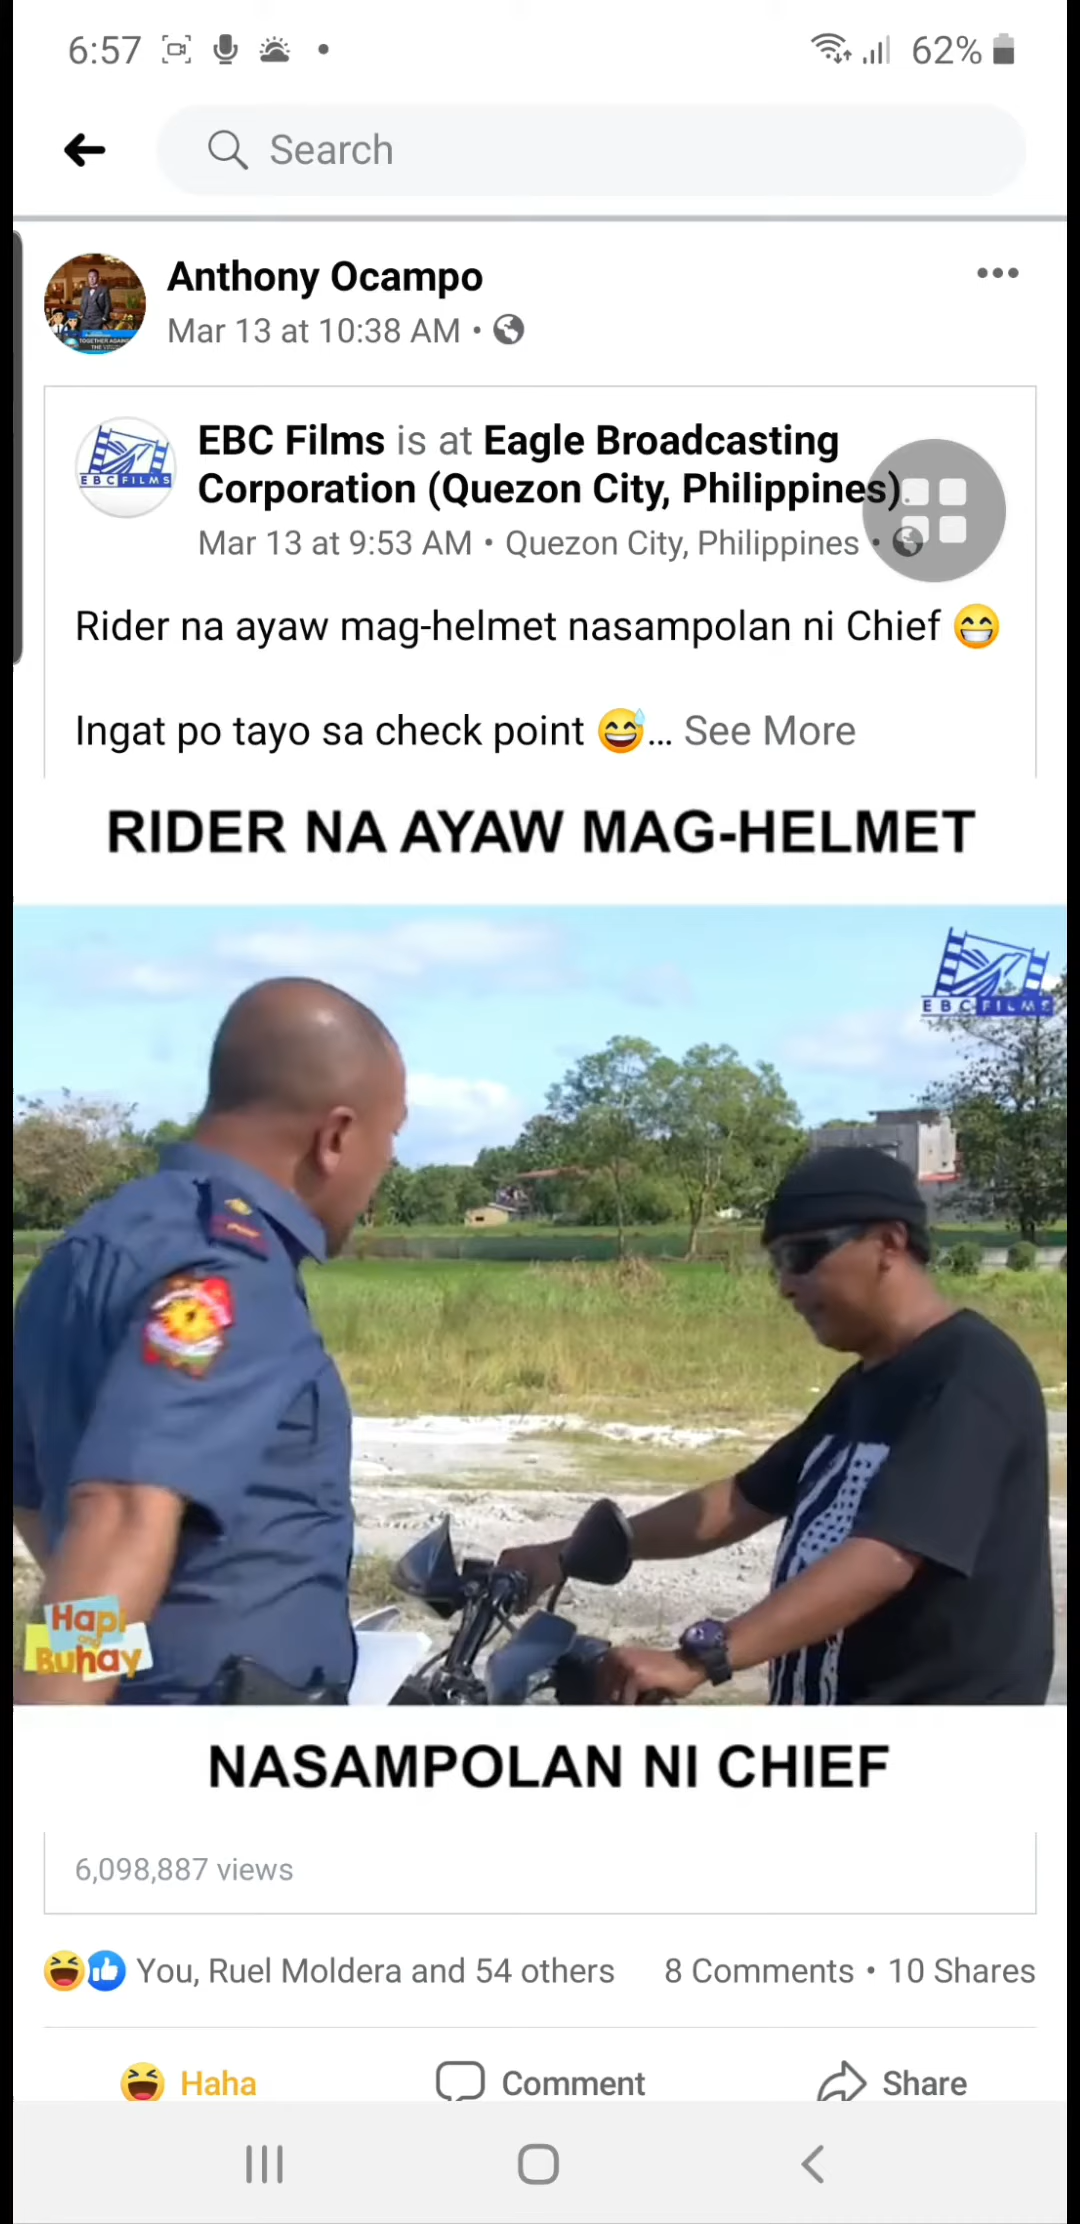 6:57
62%
Search
Anthony Ocampo
Mar 13 at 10:38 AM •
EBC Films is at Eagle Broadcasting
Corporation (Quezon City, Philippines).
Mar 13 at 9:53 AM • Quezon City, Philippines •
EBC FILMS
Rider na ayaw mag-helmet nasampolan ni Chief 😁
Ingat po tayo sa check point 😅... See More
RIDER NA AYAW MAG-HELMET
EBC FILMS
Hapi
ang
Buhay
NASAMPOLAN NI CHIEF
6,098,887 views
You, Ruel Moldera and 54 others
8 Comments • 10 Shares
Haha
Comment
Share